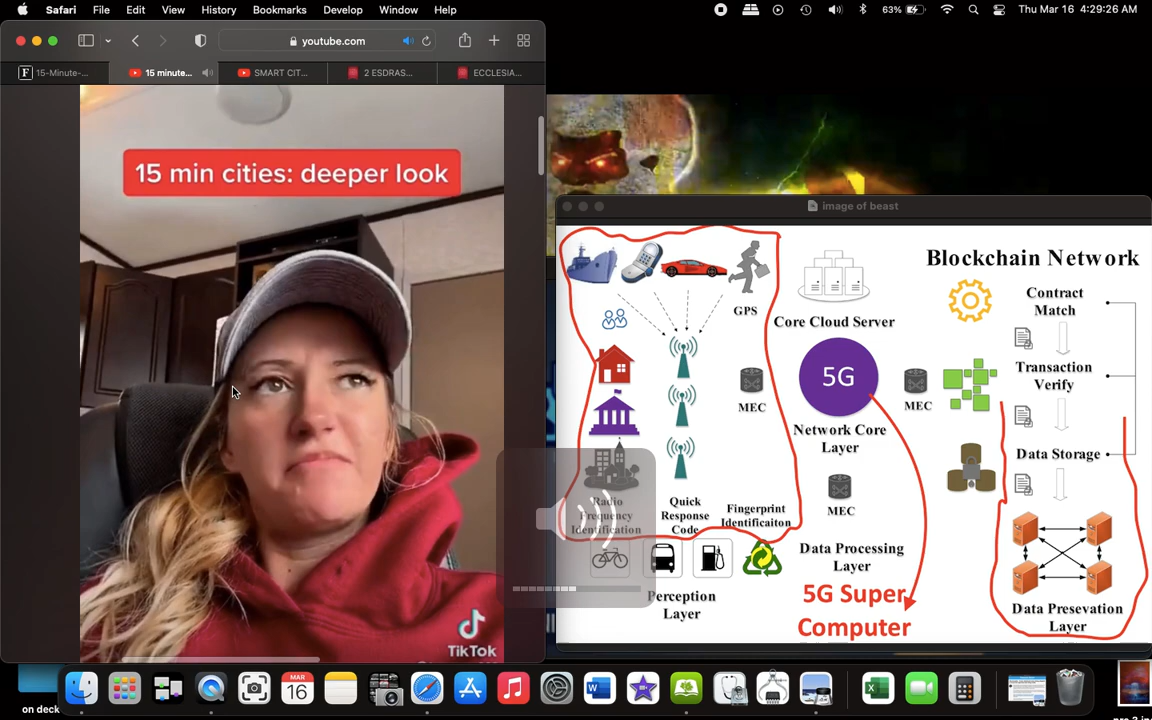 Safari File Edit View History Bookmarks Develop Window Help
63%
Thu Mar 16 4:29:26 AM
youtube.com
F 15-Minute-...
15 minute...
SMART CIT...
2 ESDRAS...
ECCLESIA...
15 min cities: deeper look
TikTok
image of beast
GPS
MEC
Radio
Frequency
Identification
Quick
Response
Code
Fingerprint
Identificaiton
Perception
Layer
Core Cloud Server
5G
Network Core
Layer
MEC
MEC
Data Processing
Layer
5G Super
Computer
Blockchain Network
Contract
Match
Transaction
Verify
Data Storage
Data Presevation
Layer
MAR
16
W
X
on deck